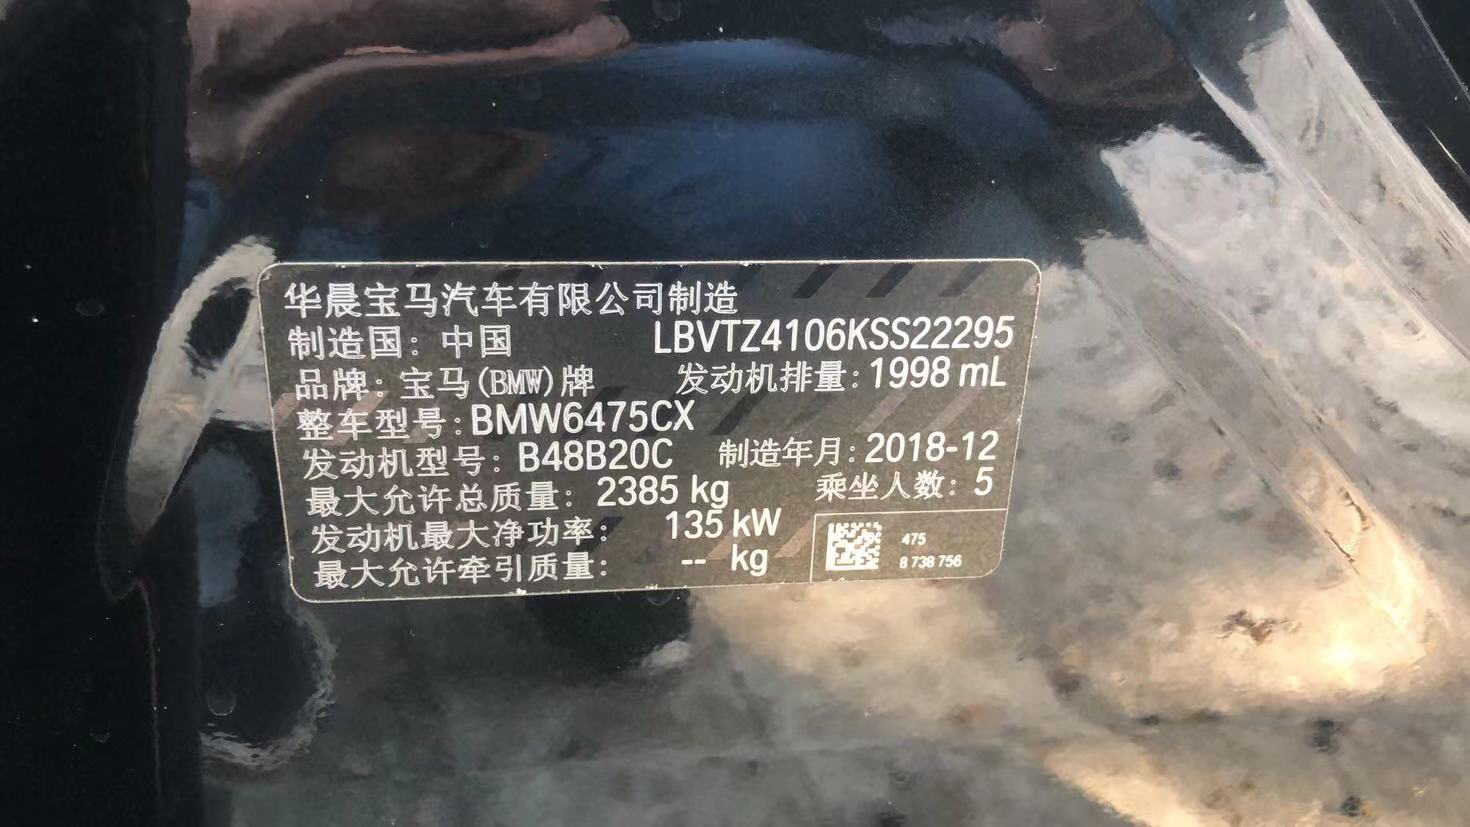 华晨宝马汽车有限公司制造
制造国：中国 LBVTZ4106KSS22295
品牌：宝马(BMW)牌 发动机排量：1998 mL
整车型号：BMW6475CX
发动机型号：B48B20C 制造年月：2018-12
最大允许总质量：2385 kg 乘坐人数：5
发动机最大净功率：135 kW
最大允许牵引质量：-- kg
475
8 738 756